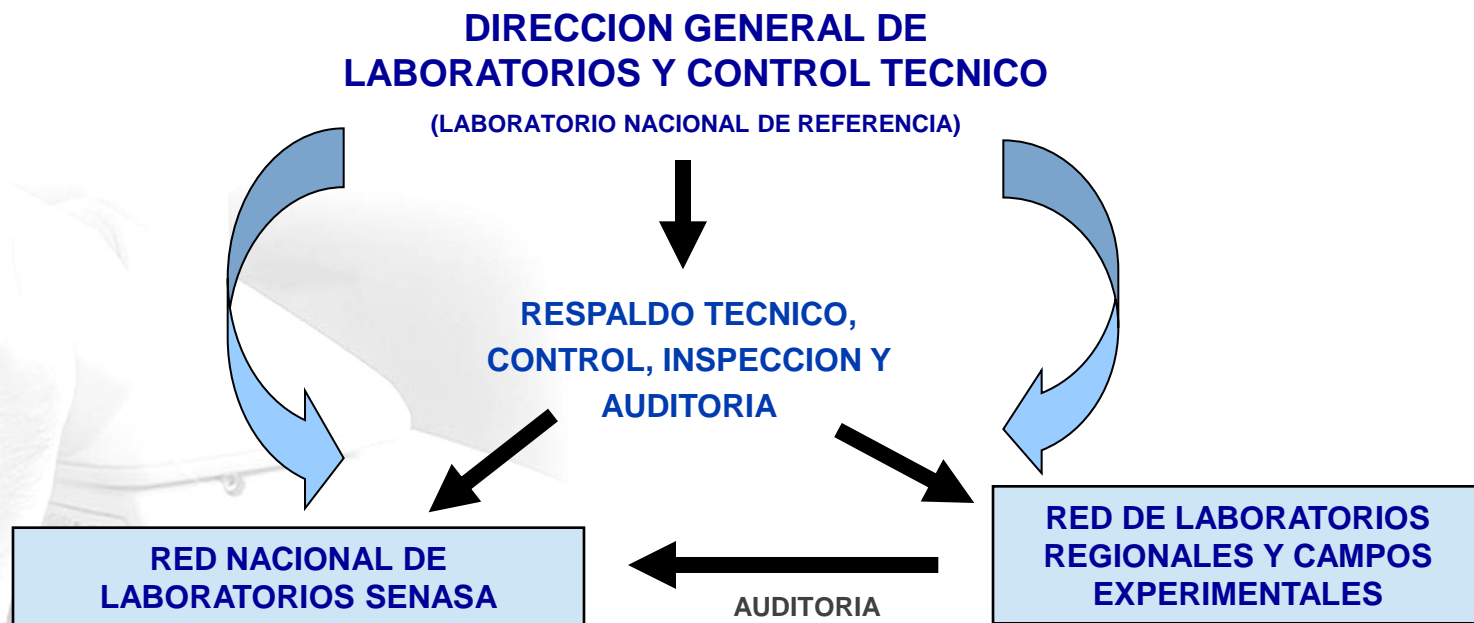 DIRECCION GENERAL DE
LABORATORIOS Y CONTROL TECNICO
(LABORATORIO NACIONAL DE REFERENCIA)
RESPALDO TECNICO,
CONTROL, INSPECCION Y
AUDITORIA
RED NACIONAL DE
LABORATORIOS SENASA
AUDITORIA
RED DE LABORATORIOS
REGIONALES Y CAMPOS
EXPERIMENTALES